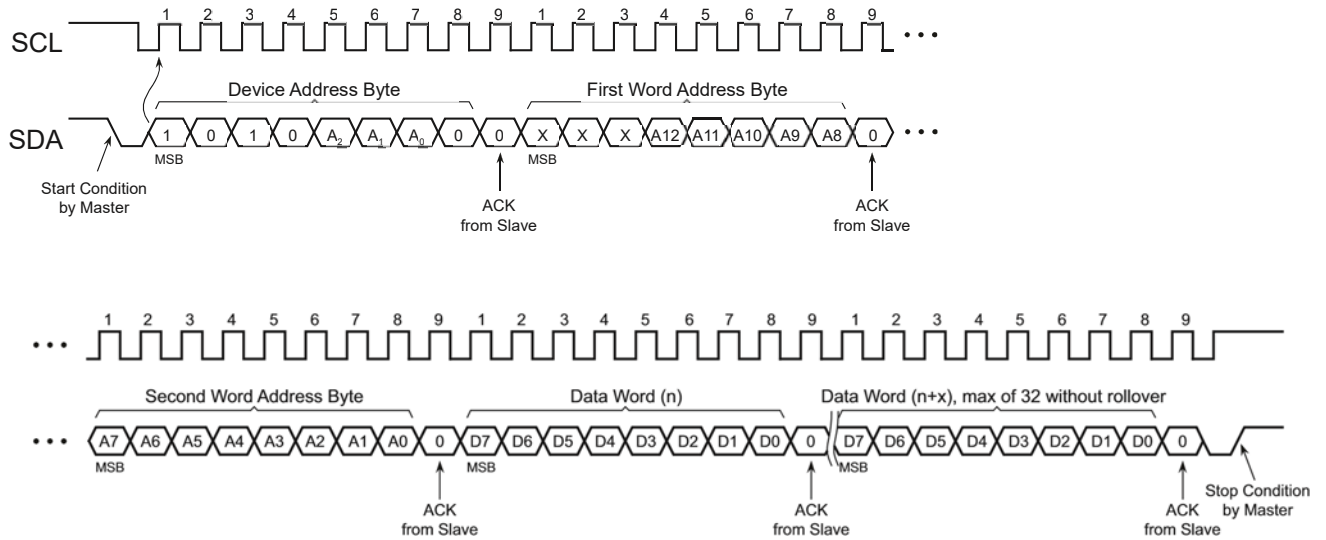 1 2 3 4 5 6 7 8 9 1 2 3 4 5 6 7 8 9
SCL
Device Address Byte First Word Address Byte
SDA 1 0 1 0 A2 A1 A0 0 0 X X X A12 A11 A10 A9 A8 0
MSB MSB
Start Condition
by Master
ACK
from Slave
ACK
from Slave
1 2 3 4 5 6 7 8 9 1 2 3 4 5 6 7 8 9 1 2 3 4 5 6 7 8 9
Second Word Address Byte Data Word (n) Data Word (n+x), max of 32 without rollover
A7 A6 A5 A4 A3 A2 A1 A0 0 D7 D6 D5 D4 D3 D2 D1 D0 0 D7 D6 D5 D4 D3 D2 D1 D0 0
MSB MSB MSB
ACK
from Slave
ACK
from Slave
ACK
from Slave
Stop Condition
by Master